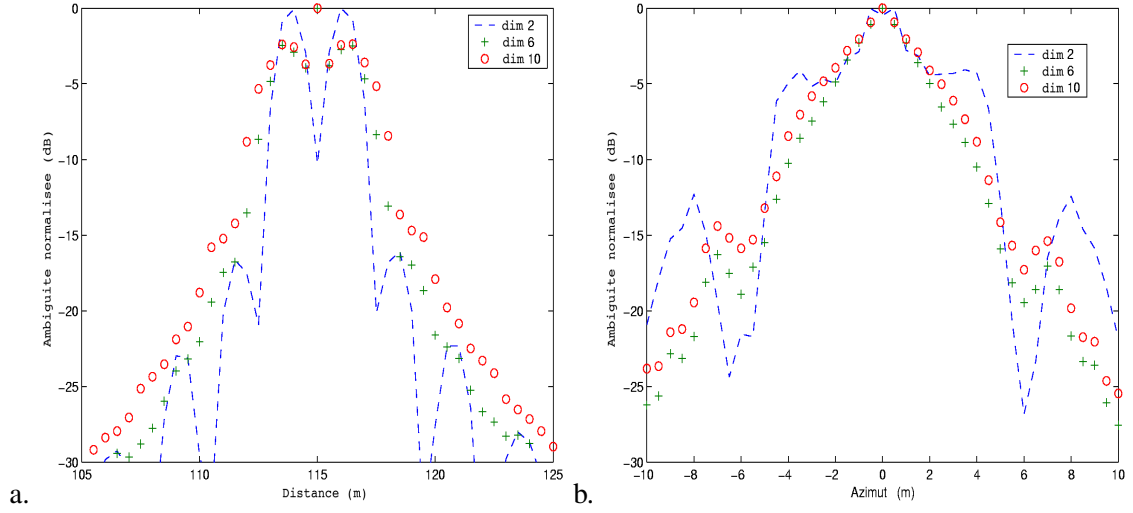 0
−5
−10
−15
−20
−25
−30
105
110
115
120
125
Ambiguite normalisee (dB)
Distance (m)
dim 2
dim 6
dim 10
a.
0
−5
−10
−15
−20
−25
−30
−10
−8
−6
−4
−2
0
2
4
6
8
10
Ambiguite normalisee (dB)
Azimut (m)
dim 2
dim 6
dim 10
b.